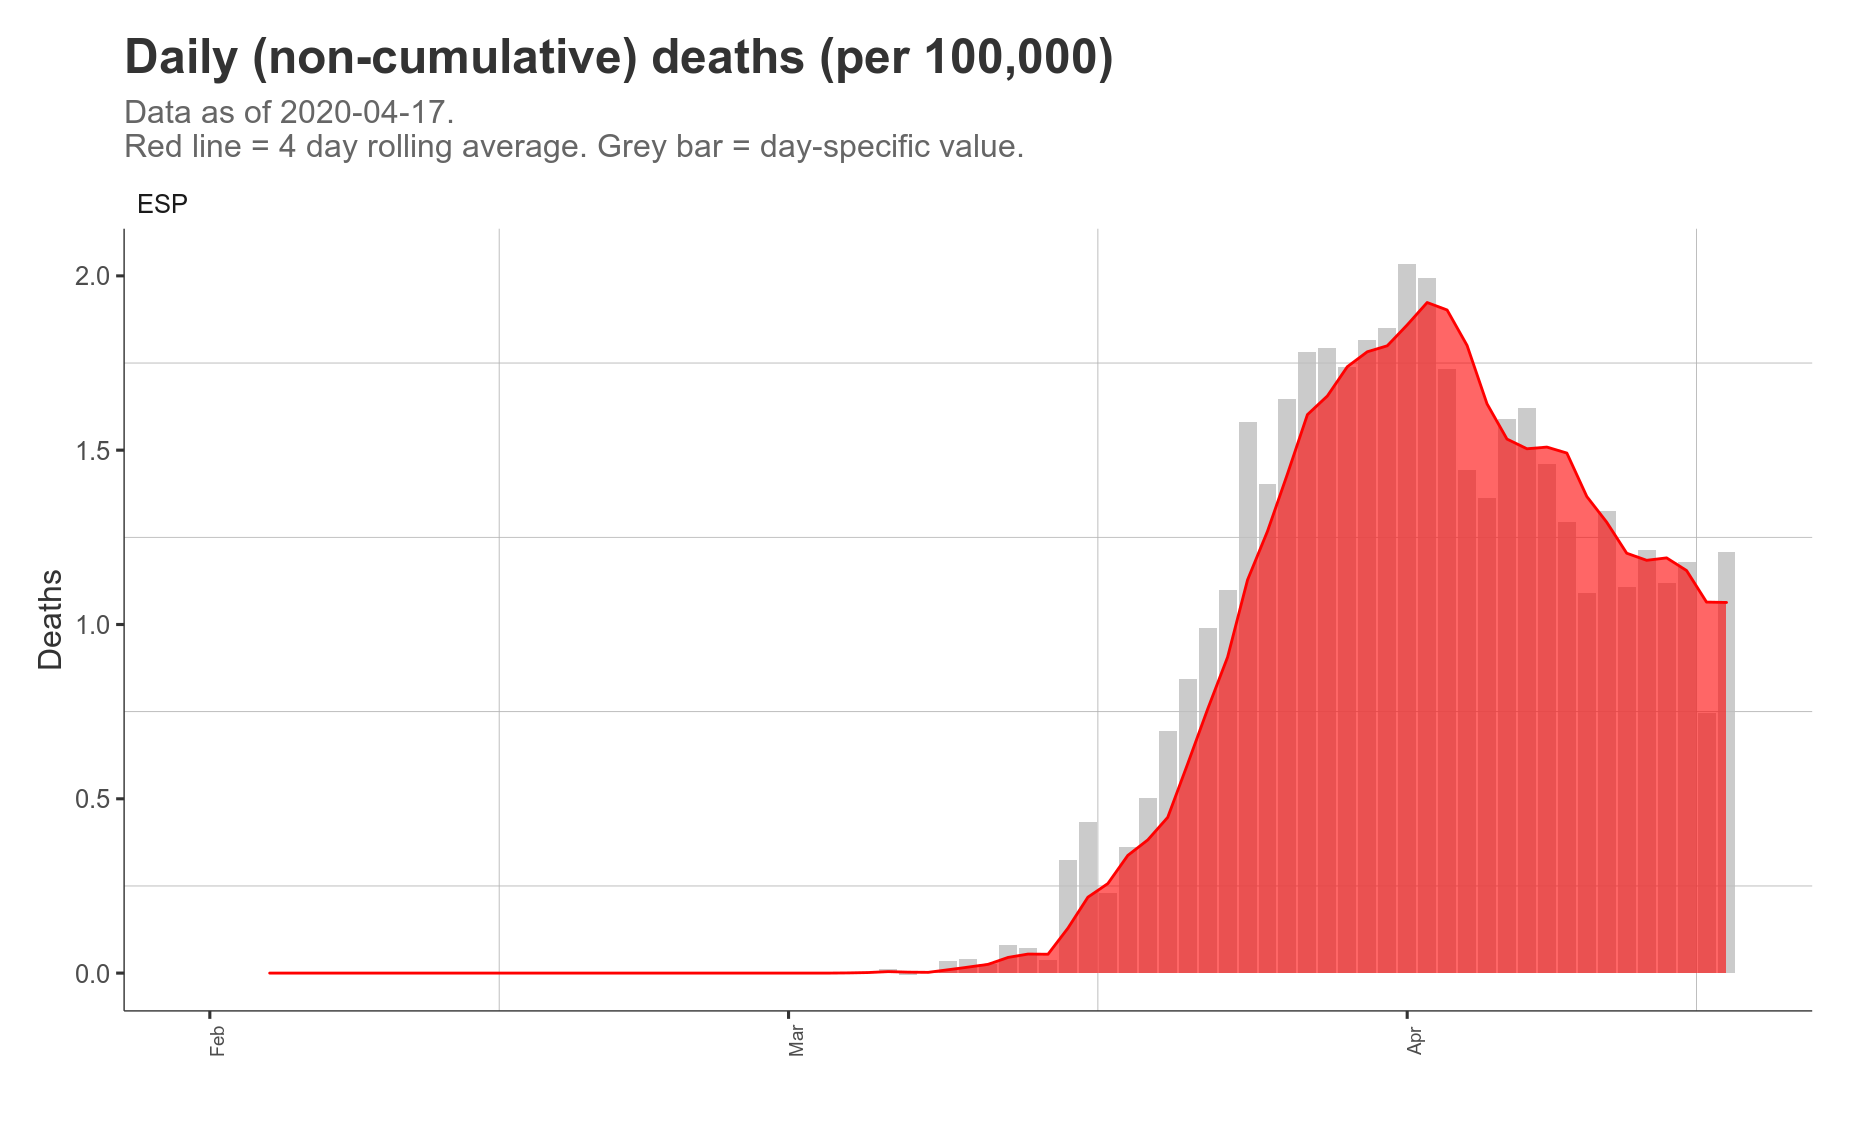 Daily (non-cumulative) deaths (per 100,000)
Data as of 2020-04-17.
Red line = 4 day rolling average. Grey bar = day-specific value.
ESP
Deaths
2.0
1.5
1.0
0.5
0.0
Feb
Mar
Apr